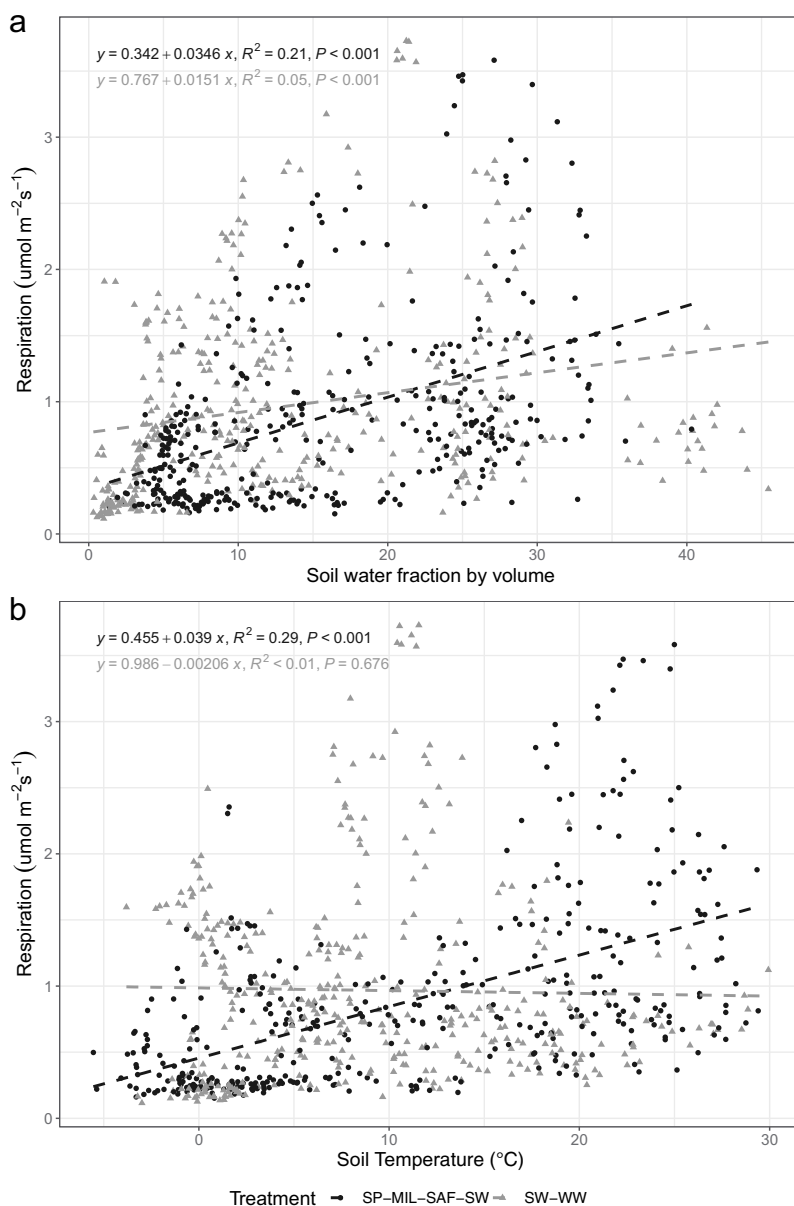 a
y = 0.342 + 0.0346 x, R² = 0.21, P < 0.001
y = 0.767 + 0.0151 x, R² = 0.05, P < 0.001
3
2
1
0
Respiration (umol m⁻²s⁻¹)
0 10 20 30 40
Soil water fraction by volume
b
y = 0.455 + 0.039 x, R² = 0.29, P < 0.001
y = 0.986 − 0.00206 x, R² < 0.01, P = 0.676
3
2
1
0
Respiration (umol m⁻²s⁻¹)
0 10 20 30
Soil Temperature (°C)
Treatment SP−MIL−SAF−SW SW−WW